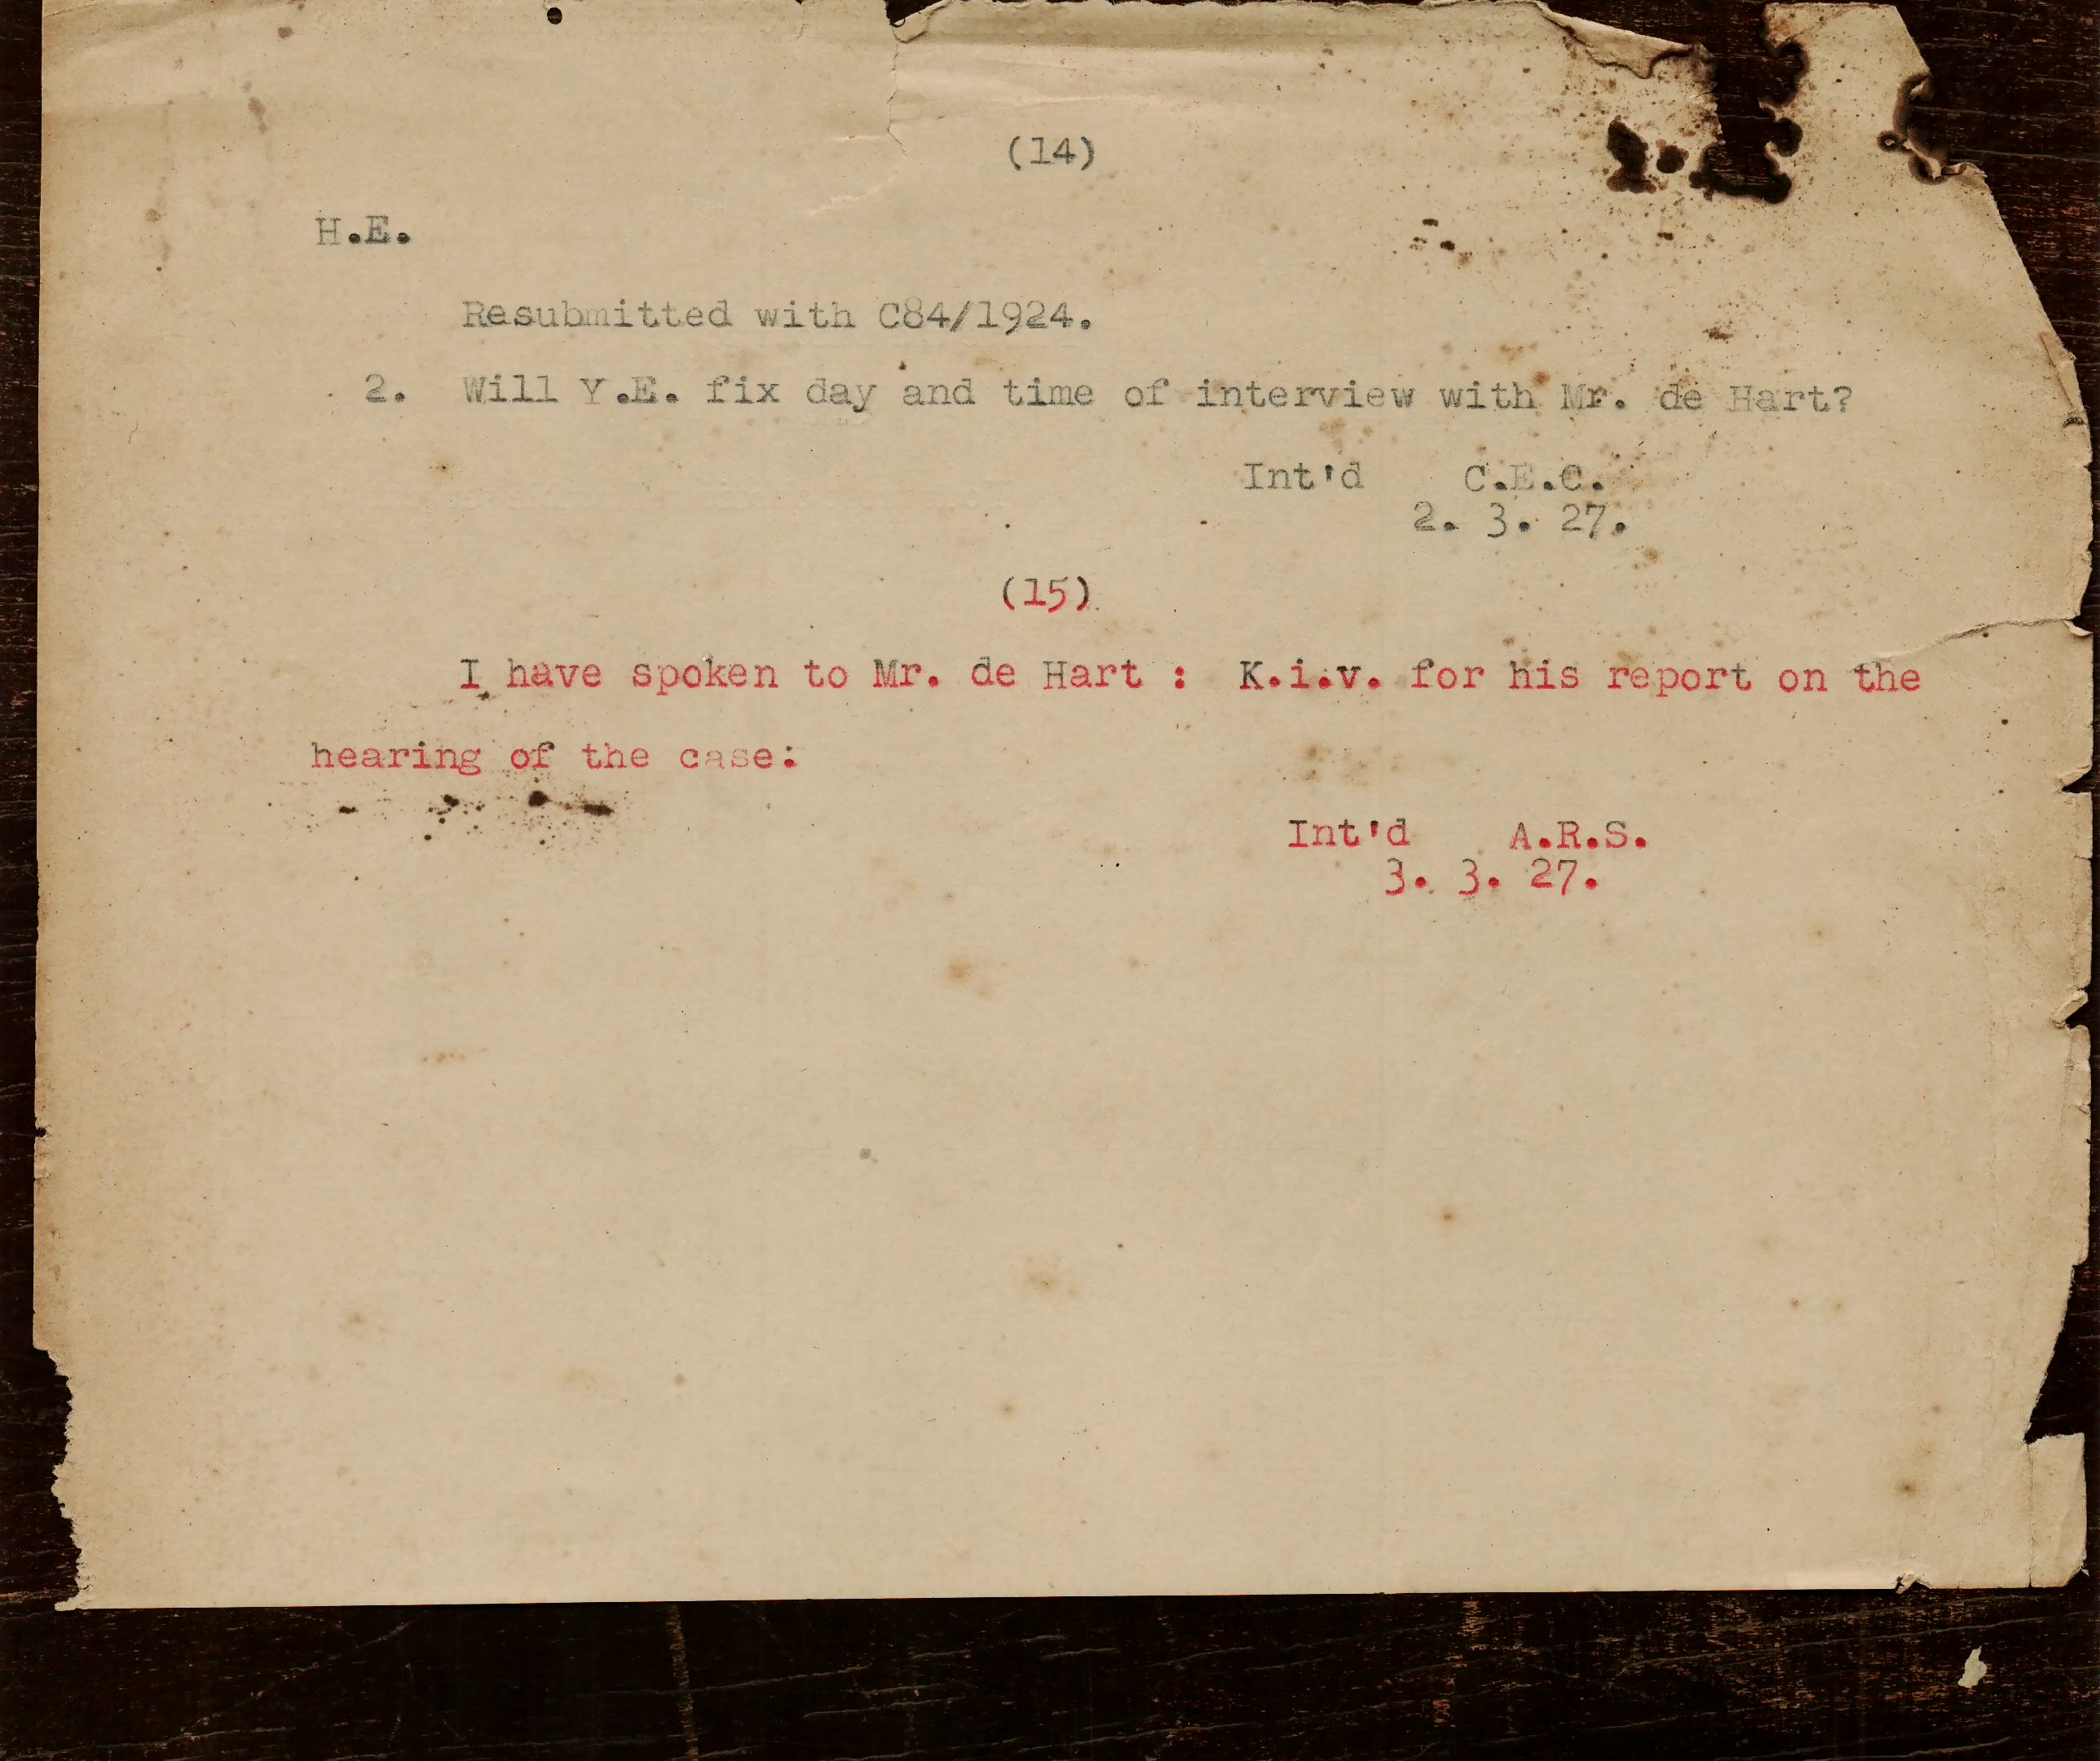 (14)
H.E.
Resubmitted with C84/1924.
2. Will Y.E. fix day and time of interview with Mr. de Hart?
Int'd C.E.C.
2. 3. 27.
(15)
I have spoken to Mr. de Hart : K.i.v. for his report on the
hearing of the case:
Int'd A.R.S.
3. 3. 27.